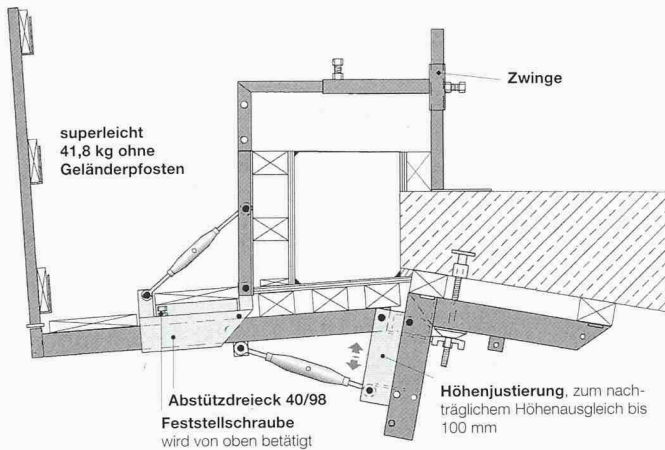 Zwinge
superleicht
41,8 kg ohne
Geländerpfosten
Abstützdreieck 40/98
Feststellschraube
wird von oben betätigt
Höhenjustierung, zum nach-
träglichem Höhenausgleich bis
100 mm